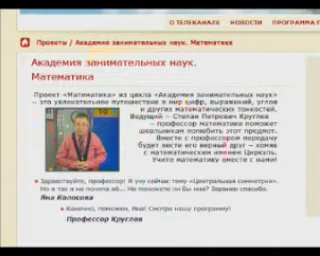 О ТЕЛЕКАНАЛЕ НОВОСТИ ПРОГРАММА П
Проекты / Академия занимательных наук. Математика
Академия занимательных наук.
Математика
Проект «Математика» из цикла «Академия занимательных наук»
– это увлекательное путешествие в мир цифр, выражений, углов
и других математических тонкостей.
Ведущий – Степан Петрович Круглов
– профессор математики поможет
школьникам полюбить этот предмет.
Вместе с профессором передачу
будет вести его верный друг – хомяк
с математическим именем Циркуль.
Учите математику вместе с нами!
Здравствуйте, профессор! Я учу сейчас тему «Центральная симметрия».
Но я так и не поняла её... Не поможете ли Вы мне? Заранее спасибо.
Яна Колосова
Конечно, поможем, Яна! Смотри нашу программу!
Профессор Круглов